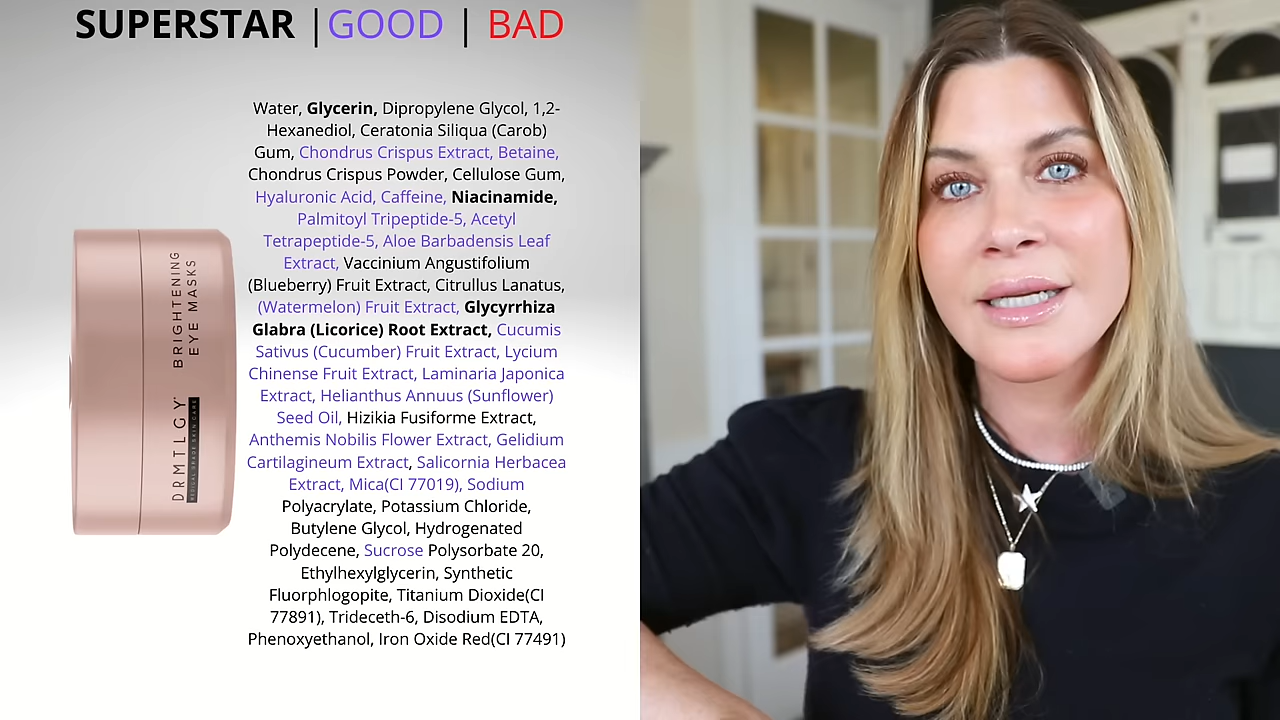 SUPERSTAR | GOOD | BAD
Water, Glycerin, Dipropylene Glycol, 1,2-
Hexanediol, Ceratonia Siliqua (Carob)
Gum, Chondrus Crispus Extract, Betaine,
Chondrus Crispus Powder, Cellulose Gum,
Hyaluronic Acid, Caffeine, Niacinamide,
Palmitoyl Tripeptide-5, Acetyl
Tetrapeptide-5, Aloe Barbadensis Leaf
Extract, Vaccinium Angustifolium
(Blueberry) Fruit Extract, Citrullus Lanatus,
(Watermelon) Fruit Extract, Glycyrrhiza
Glabra (Licorice) Root Extract, Cucumis
Sativus (Cucumber) Fruit Extract, Lycium
Chinense Fruit Extract, Laminaria Japonica
Extract, Helianthus Annuus (Sunflower)
Seed Oil, Hizikia Fusiforme Extract,
Anthemis Nobilis Flower Extract, Gelidium
Cartilagineum Extract, Salicornia Herbacea
Extract, Mica(CI 77019), Sodium
Polyacrylate, Potassium Chloride,
Butylene Glycol, Hydrogenated
Polydecene, Sucrose Polysorbate 20,
Ethylhexylglycerin, Synthetic
Fluorphlogopite, Titanium Dioxide(CI
77891), Trideceth-6, Disodium EDTA,
Phenoxyethanol, Iron Oxide Red(CI 77491)
BRIGHTENING
EYE MASKS
DRMTLGY
MEDICAL GRADE SKIN CARE